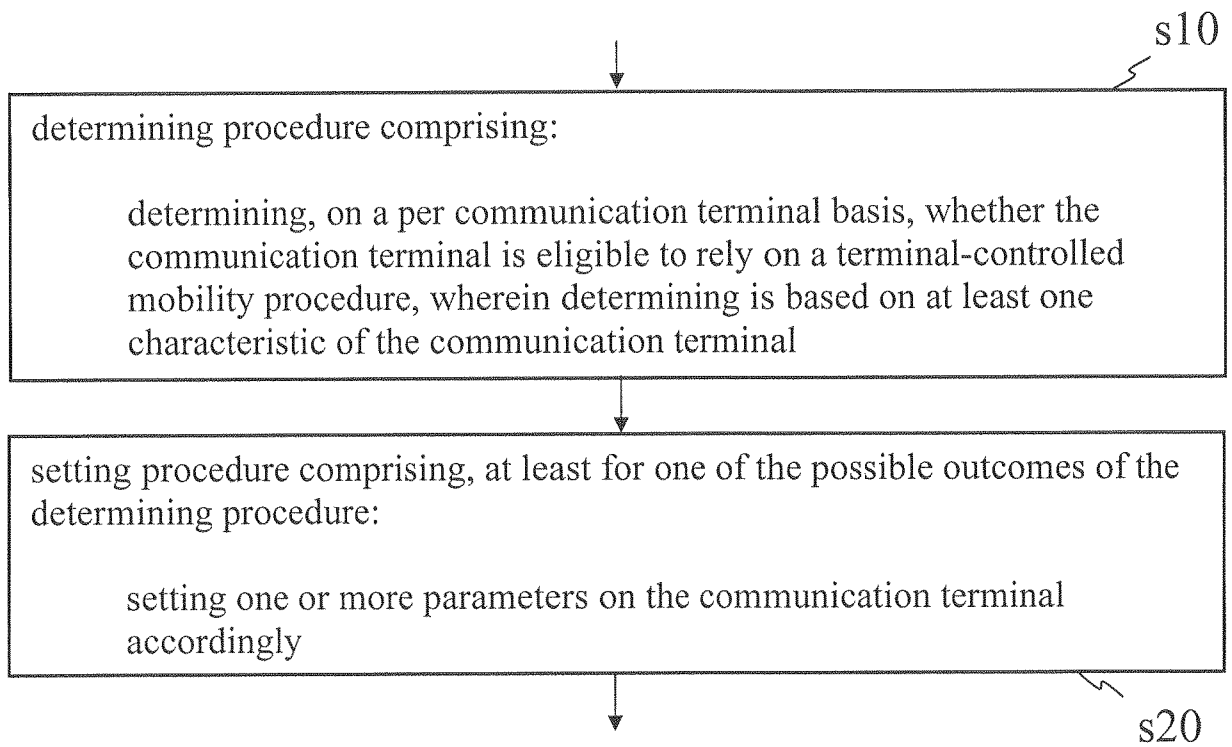 s10
determining procedure comprising:
determining, on a per communication terminal basis, whether the
communication terminal is eligible to rely on a terminal-controlled
mobility procedure, wherein determining is based on at least one
characteristic of the communication terminal
setting procedure comprising, at least for one of the possible outcomes of the
determining procedure:
setting one or more parameters on the communication terminal
accordingly
s20